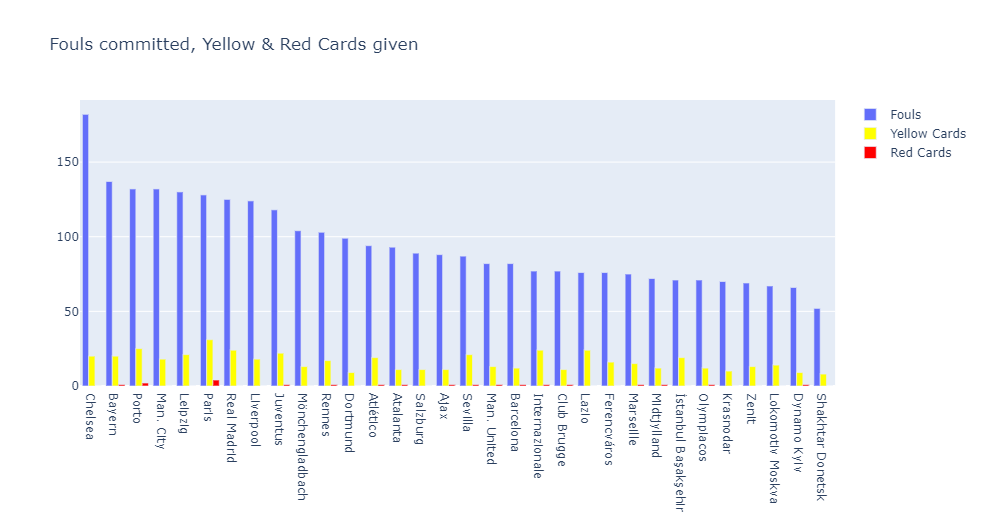 Fouls committed, Yellow & Red Cards given
Fouls
Yellow Cards
Red Cards
150
100
50
0
Chelsea
Bayern
Porto
Man. City
Leipzig
Paris
Real Madrid
Liverpool
Juventus
Mönchengladbach
Rennes
Dortmund
Atlético
Atalanta
Salzburg
Ajax
Sevilla
Man. United
Barcelona
Internazionale
Club Brugge
Lazio
Ferencváros
Marseille
Midtjylland
İstanbul Başakşehir
Olympiacos
Krasnodar
Zenit
Lokomotiv Moskva
Dynamo Kyiv
Shakhtar Donetsk